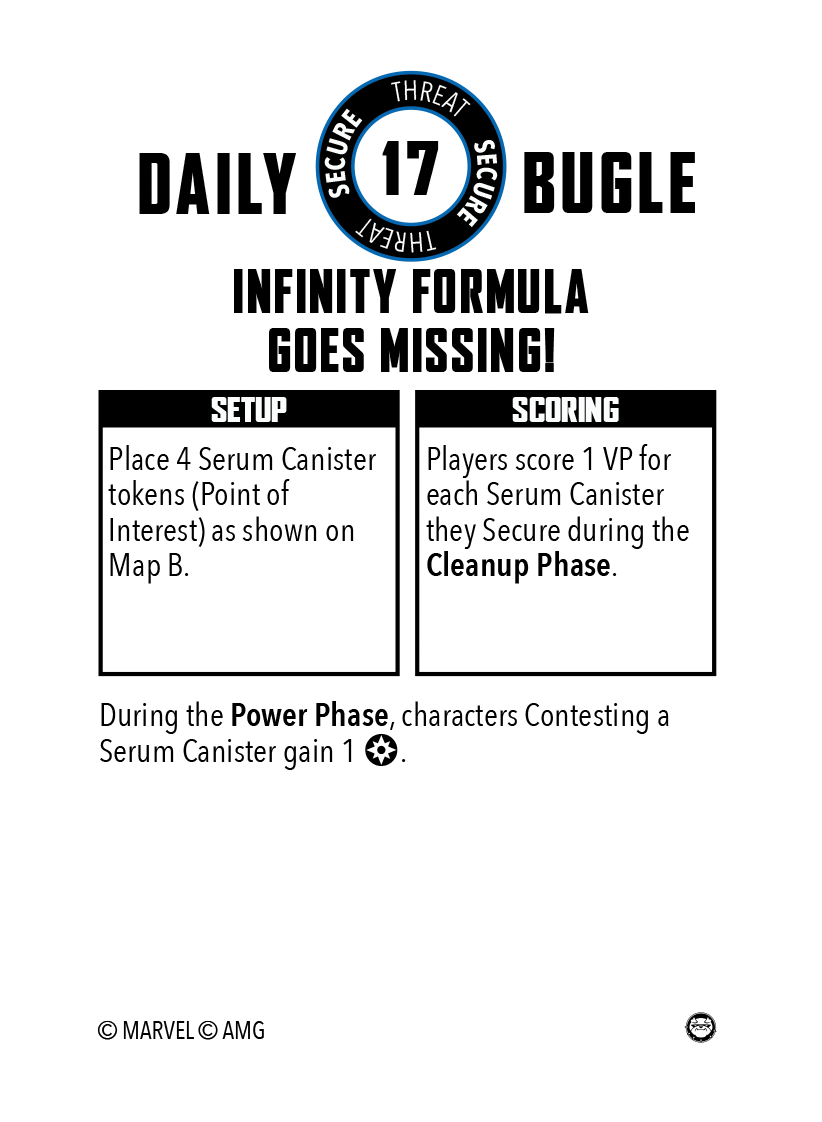 DAILY BUGLE
SECURE THREAT SECURE THREAT
17
INFINITY FORMULA
GOES MISSING!
SETUP
Place 4 Serum Canister
tokens (Point of
Interest) as shown on
Map B.
SCORING
Players score 1 VP for
each Serum Canister
they Secure during the
Cleanup Phase.
During the Power Phase, characters Contesting a
Serum Canister gain 1 .
© MARVEL © AMG